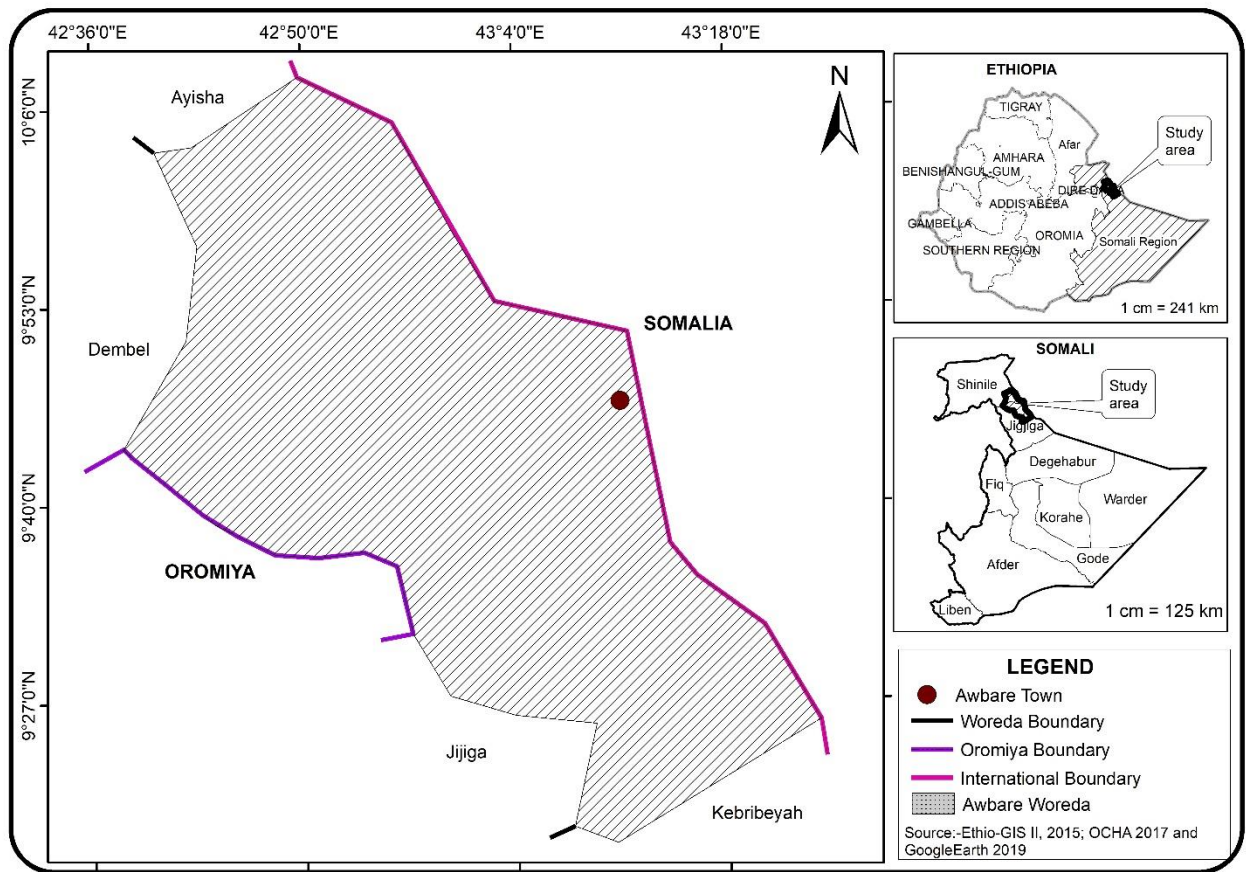 42°36'0"E
42°50'0"E
43°4'0"E
43°18'0"E
10°6'0"N
9°53'0"N
9°40'0"N
9°27'0"N
N
Ayisha
Dembel
SOMALIA
OROMIYA
Jijiga
Kebribeyah
ETHIOPIA
TIGRAY
Afar
Study
area
AMHARA
BENISHANGUL-GUM
ADDIS ABEBA
GAMBELLA
OROMIA
SOUTHERN REGION
Somali Region
1 cm = 241 km
SOMALI
Shinile
Study
area
Jigjiga
Degehabur
Fiq
Warder
Korahe
Gode
Afder
Liben
1 cm = 125 km
LEGEND
Awbare Town
Woreda Boundary
Oromiya Boundary
International Boundary
Awbare Woreda
Source:-Ethio-GIS II, 2015; OCHA 2017 and
GoogleEarth 2019